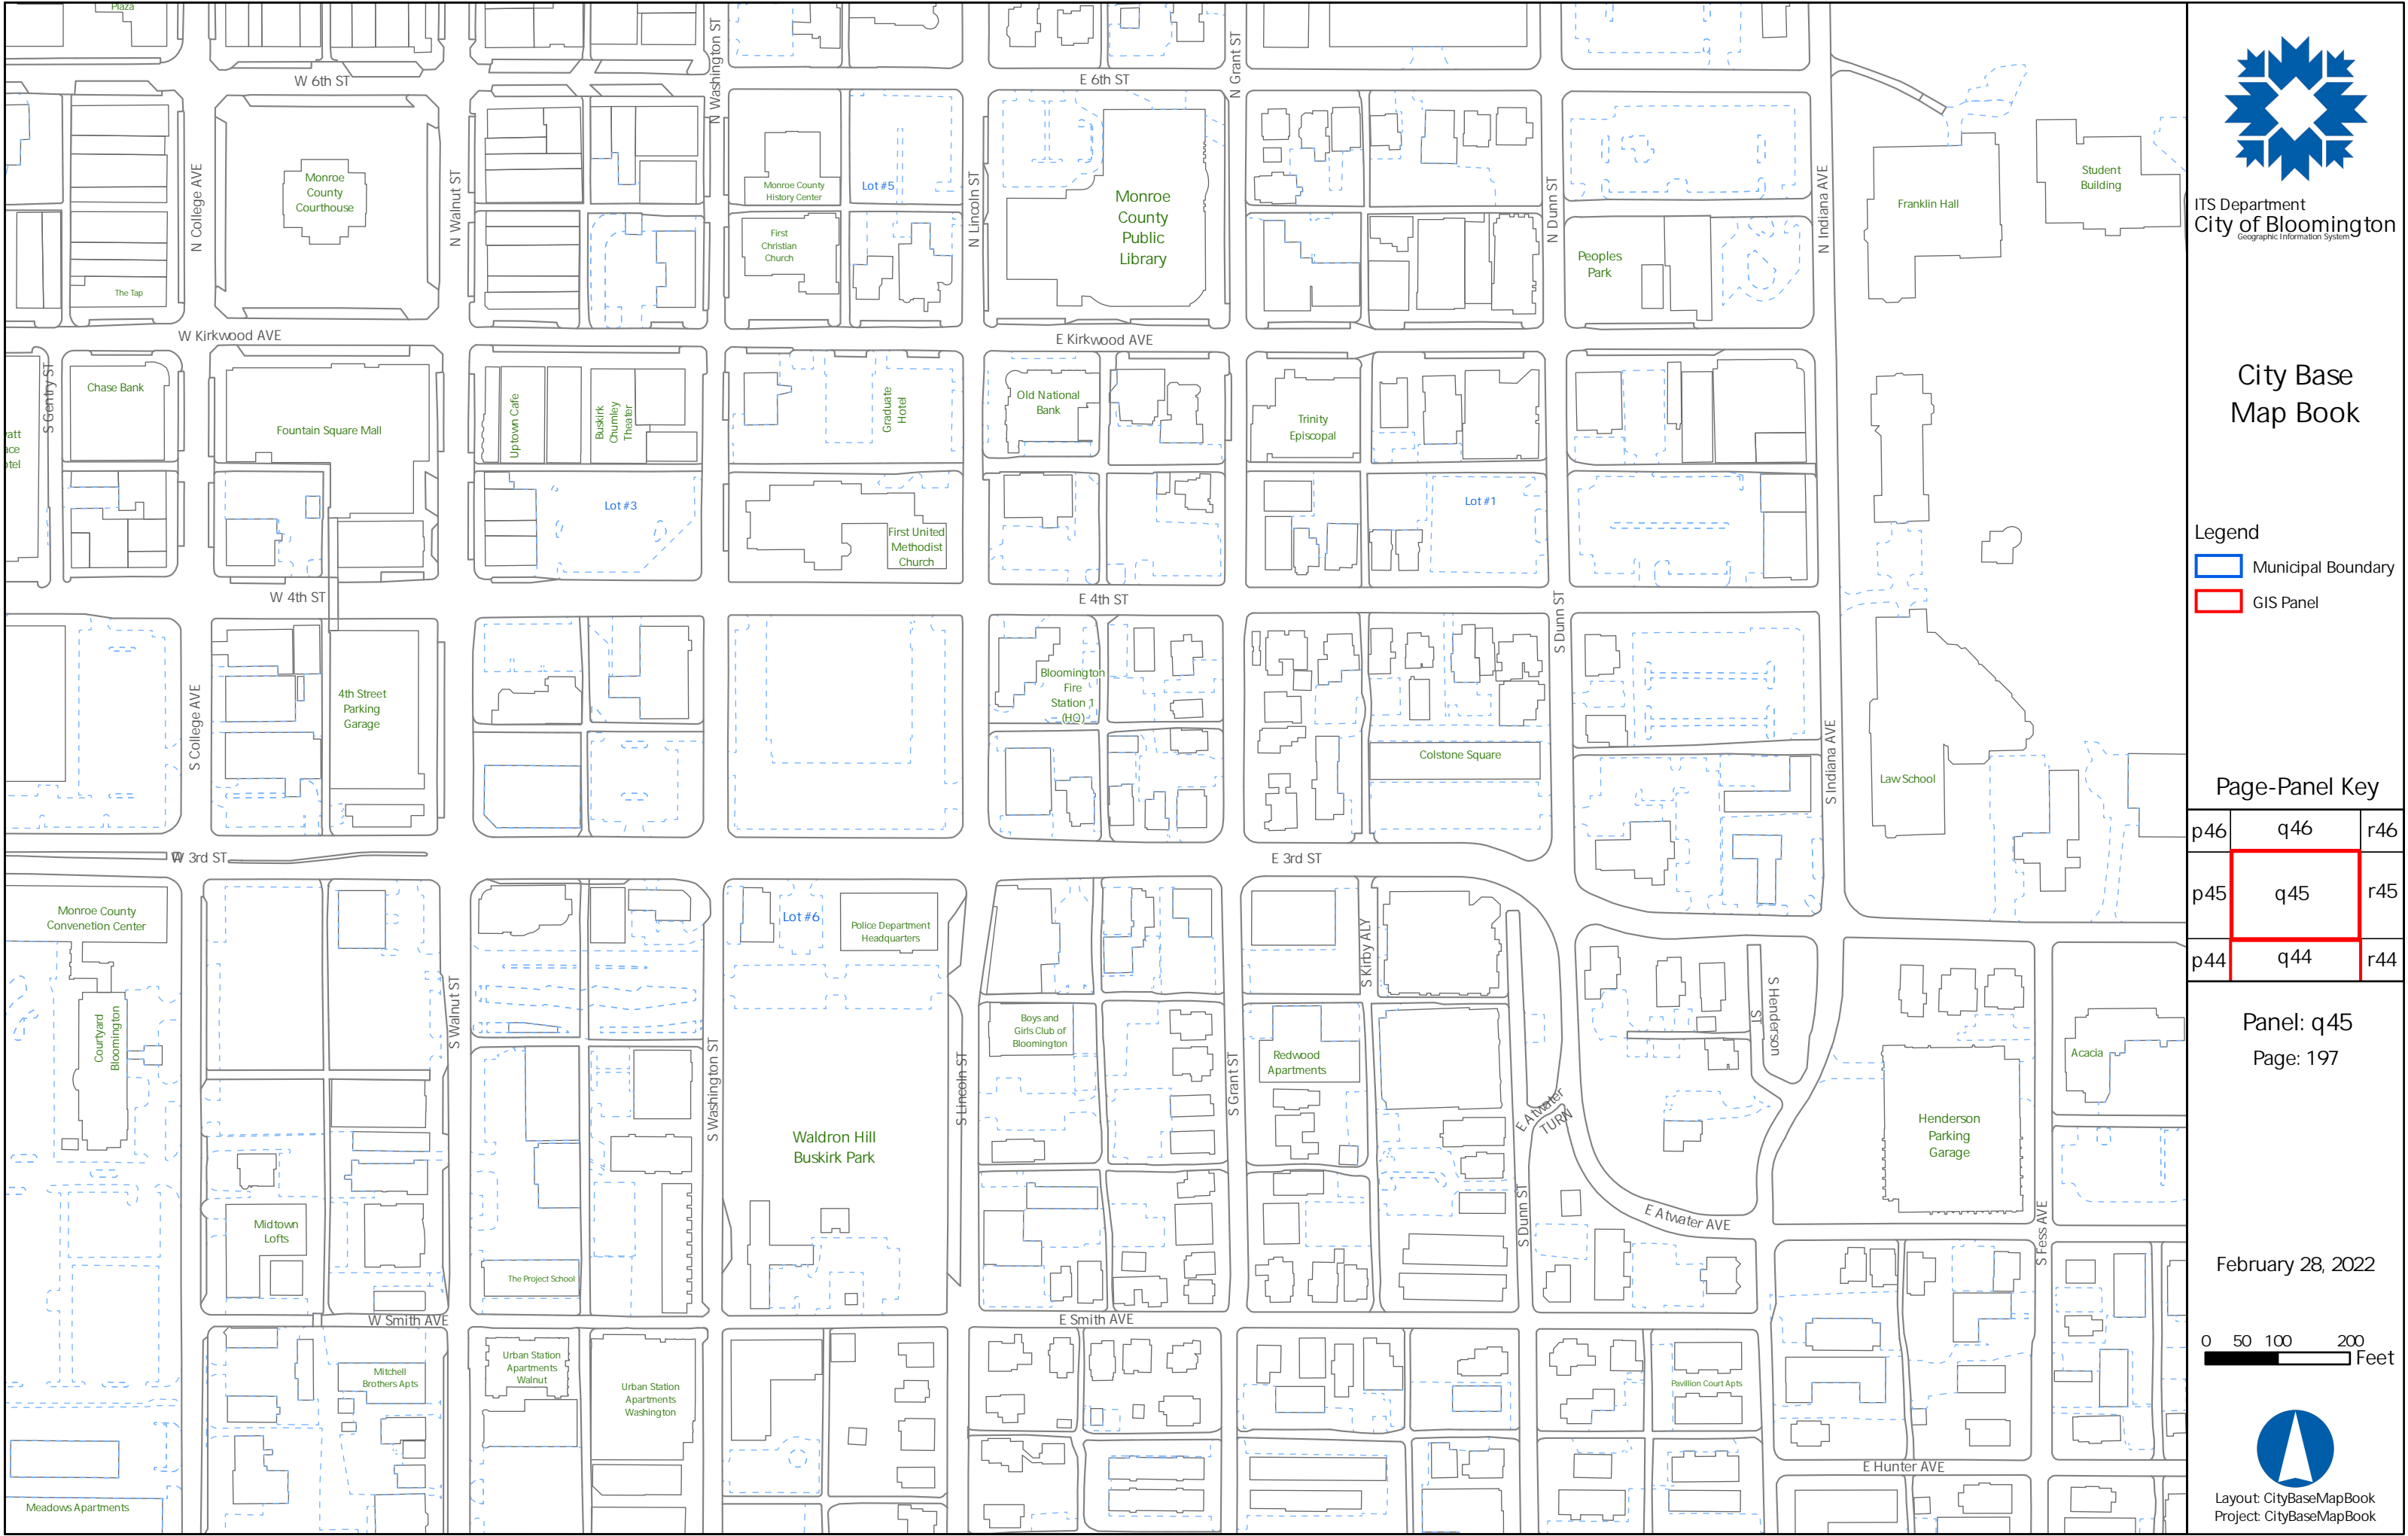 Plaza
W 6th ST
N Washington ST
E 6th ST
N Grant ST
N College AVE
Monroe
County
Courthouse
N Walnut ST
Monroe County
History Center
Lot #5
First
Christian
Church
N Lincoln ST
Monroe
County
Public
Library
N Dunn ST
Peoples
Park
N Indiana AVE
Franklin Hall
Student
Building
The Tap
W Kirkwood AVE
E Kirkwood AVE
S Gentry ST
Chase Bank
Fountain Square Mall
Uptown Cafe
Buskirk
Chumley
Theater
Graduate
Hotel
Old National
Bank
Trinity
Episcopal
Lot #3
First United
Methodist
Church
Lot #1
W 4th ST
E 4th ST
S Dunn ST
S College AVE
4th Street
Parking
Garage
Bloomington
Fire
Station 1
(HQ)
Colstone Square
S Indiana AVE
Law School
W 3rd ST
E 3rd ST
Monroe County
Convenetion Center
Lot #6
Police Department
Headquarters
S Kirby ALY
S Henderson
ST
Courtyard
Bloomington
S Walnut ST
S Washington ST
S Lincoln ST
Boys and
Girls Club of
Bloomington
S Grant ST
Redwood
Apartments
Acacia
E Atwater
TURN
Waldron Hill
Buskirk Park
Henderson
Parking
Garage
Midtown
Lofts
The Project School
S Dunn ST
E Atwater AVE
S Fess AVE
W Smith AVE
E Smith AVE
Mitchell
Brothers Apts
Urban Station
Apartments
Walnut
Urban Station
Apartments
Washington
Pavillion Court Apts
E Hunter AVE
Meadows Apartments
ITS Department
City of Bloomington
Geographic Information System
City Base
Map Book
Legend
Municipal Boundary
GIS Panel
Page-Panel Key
p46 q46 r46
p45 q45 r45
p44 q44 r44
Panel: q45
Page: 197
February 28, 2022
0 50 100 200
Feet
Layout: CityBaseMapBook
Project: CityBaseMapBook